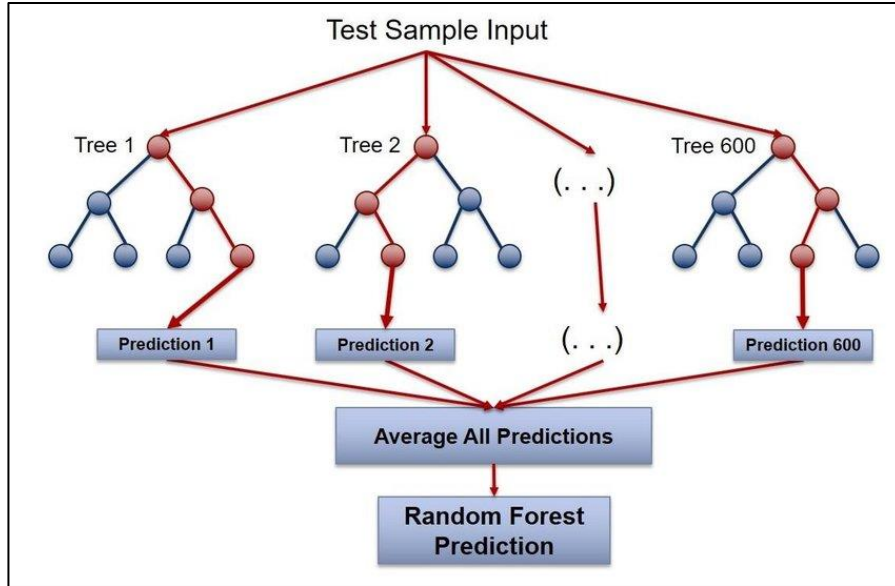 Test Sample Input
Tree 1
Tree 2
Tree 600
(. . .)
(. . .)
Prediction 1
Prediction 2
Prediction 600
Average All Predictions
Random Forest
Prediction